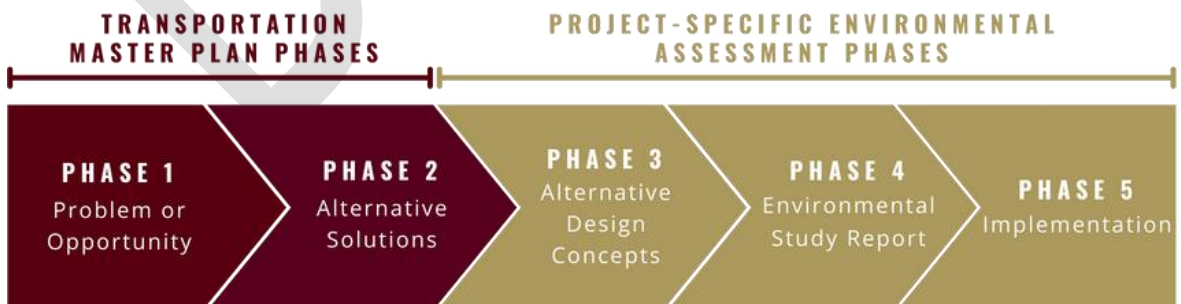 TRANSPORTATION
MASTER PLAN PHASES
PROJECT-SPECIFIC ENVIRONMENTAL
ASSESSMENT PHASES
PHASE 1
Problem or
Opportunity
PHASE 2
Alternative
Solutions
PHASE 3
Alternative
Design
Concepts
PHASE 4
Environmental
Study Report
PHASE 5
Implementation